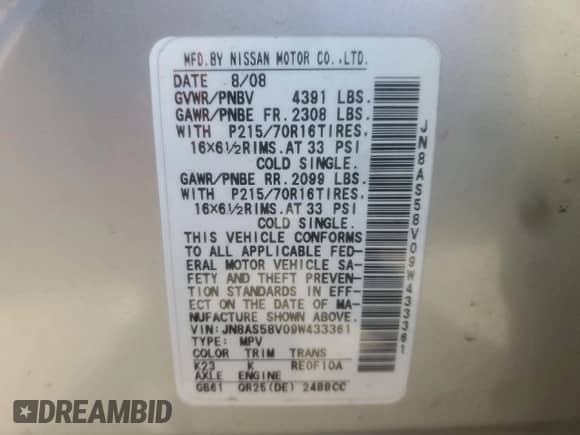 MFD.BY NISSAN MOTOR CO.,LTD.
DATE 8/08
GVWR/PNBV 4391 LBS.
GAWR/PNBE FR.2308 LBS.
WITH P215/70R16TIRES.
16×6½RIMS.AT 33 PSI
COLD SINGLE.
GAWR/PNBE RR.2099 LBS.
WITH P215/70R16TIRES.
16×6½RIMS.AT 33 PSI
COLD SINGLE.
THIS VEHICLE CONFORMS
TO ALL APPLICABLE FED-
ERAL MOTOR VEHICLE SA-
FETY AND THEFT PREVEN-
TION STANDARDS IN EFF-
ECT ON THE DATE OF MA-
NUFACTURE SHOWN ABOVE.
VIN:JN8AS58V09W433361
TYPE: MPV
COLOR TRIM TRANS
K23 K RE0F10A
AXLE ENGINE
GB61 QR25(DE) 2488CC
JN8AS58V09W433361
DREAMBID